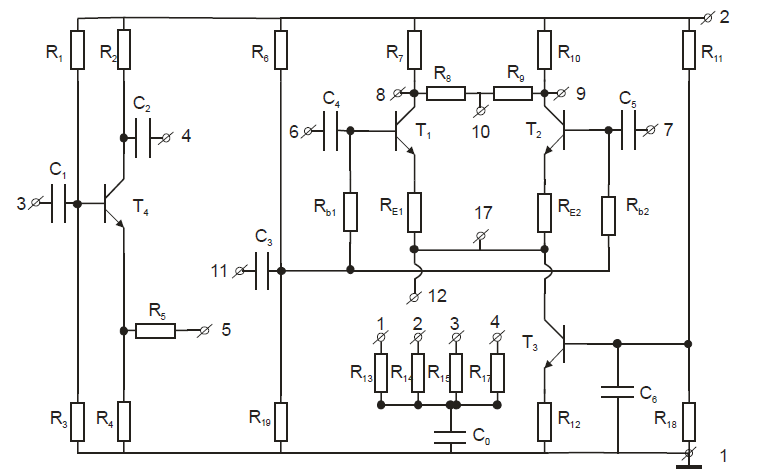 2
R1 R2 R6 R7 R10 R11
R8 R9
8 9
C2 C4 C5
4 6 T1 10 T2 7
C1
3 T4 Rb1 RE1 17 RE2 Rb2
C3
11
12
R5 1 2 3 4
5 T3
R13 R14 R15 R17
C6
R3 R4 R19 R12 R18
C0
1